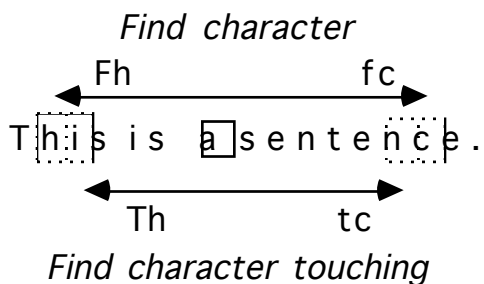 Find character
Fh fc
This is a sentence.
Th tc
Find character touching